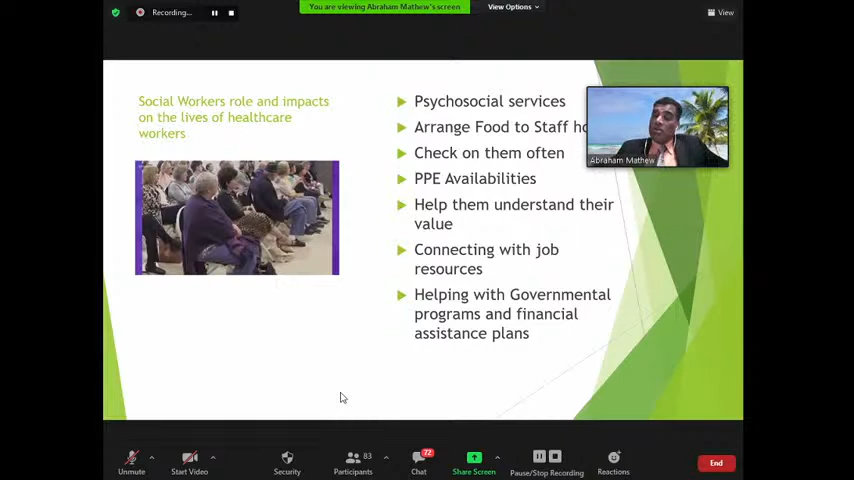 Recording...
You are viewing Abraham Mathew's screen
View Options
View
Social Workers role and impacts
on the lives of healthcare
workers
Psychosocial services
Arrange Food to Staff
Check on them often
PPE Availabilities
Help them understand their
value
Connecting with job
resources
Helping with Governmental
programs and financial
assistance plans
Abraham Mathew
Unmute
Start Video
Security
83
Participants
72
Chat
Share Screen
Pause/Stop Recording
Reactions
End